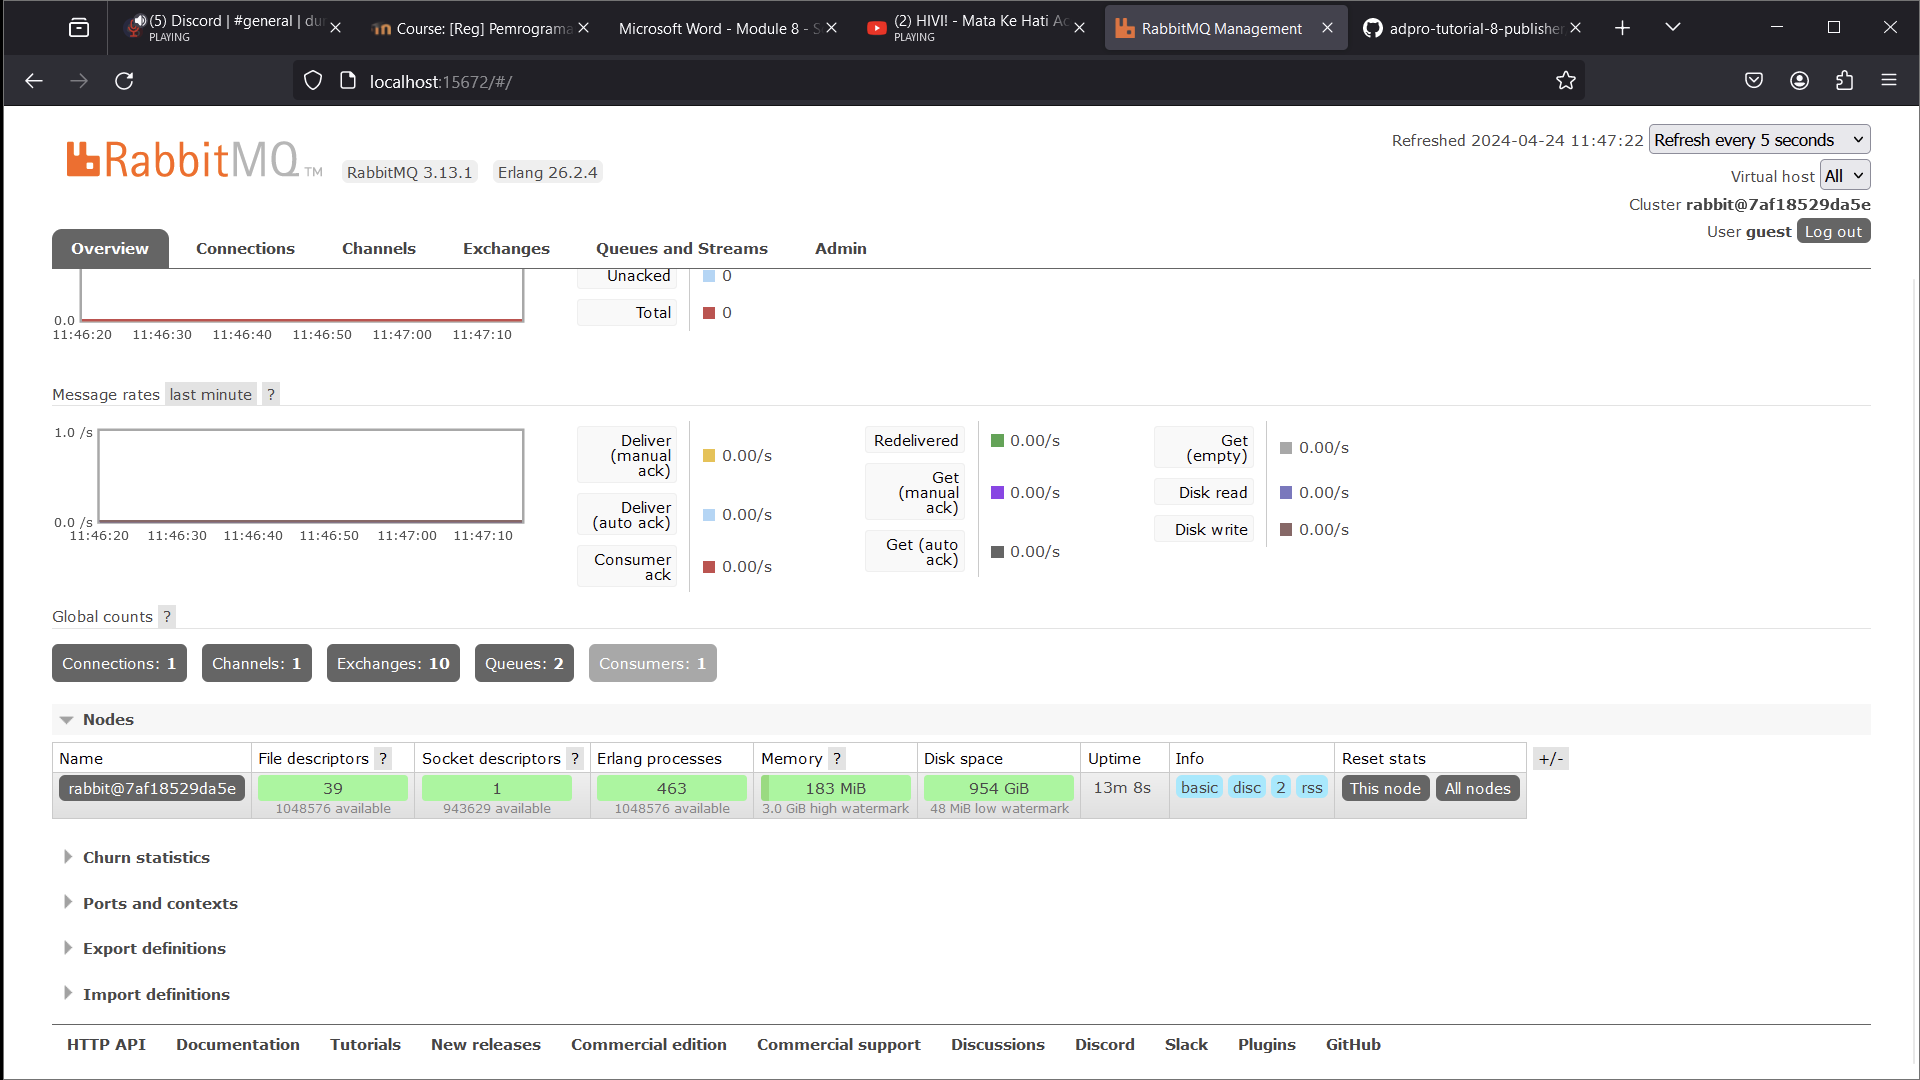 (5) Discord | #general | du
PLAYING
Course: [Reg] Pemrograma
Microsoft Word - Module 8 - S
(2) HIVI! - Mata Ke Hati Ac
PLAYING
RabbitMQ Management
adpro-tutorial-8-publisher
localhost:15672/#/
RabbitMQ TM
RabbitMQ 3.13.1
Erlang 26.2.4
Refreshed 2024-04-24 11:47:22
Refresh every 5 seconds
Virtual host All
Cluster rabbit@7af18529da5e
User guest Log out
Overview
Connections
Channels
Exchanges
Queues and Streams
Admin
Unacked 0
Total 0
0.0
11:46:20 11:46:30 11:46:40 11:46:50 11:47:00 11:47:10
Message rates last minute ?
1.0 /s
0.0 /s
11:46:20 11:46:30 11:46:40 11:46:50 11:47:00 11:47:10
Deliver
(manual
ack)
0.00/s
Deliver
(auto ack)
0.00/s
Consumer
ack
0.00/s
Redelivered
0.00/s
Get
(manual
ack)
0.00/s
Get (auto
ack)
0.00/s
Get
(empty)
0.00/s
Disk read
0.00/s
Disk write
0.00/s
Global counts ?
Connections: 1
Channels: 1
Exchanges: 10
Queues: 2
Consumers: 1
Nodes
Name File descriptors ? Socket descriptors ? Erlang processes Memory ? Disk space Uptime Info Reset stats +/-
rabbit@7af18529da5e 39 1 463 183 MiB 954 GiB 13m 8s basic disc 2 rss This node All nodes
1048576 available 943629 available 1048576 available 3.0 GiB high watermark 48 MiB low watermark
Churn statistics
Ports and contexts
Export definitions
Import definitions
HTTP API Documentation Tutorials New releases Commercial edition Commercial support Discussions Discord Slack Plugins GitHub